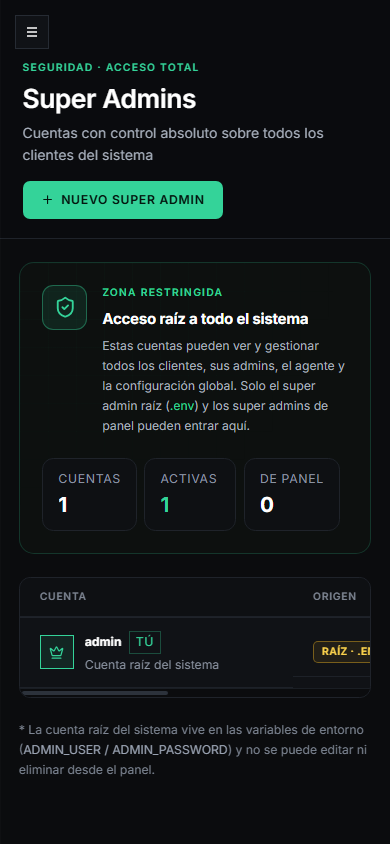 SEGURIDAD · ACCESO TOTAL
Super Admins
Cuentas con control absoluto sobre todos los
clientes del sistema
+ NUEVO SUPER ADMIN
ZONA RESTRINGIDA
Acceso raíz a todo el sistema
Estas cuentas pueden ver y gestionar
todos los clientes, sus admins, el agente y
la configuración global. Solo el super
admin raíz (.env) y los super admins de
panel pueden entrar aquí.
CUENTAS ACTIVAS DE PANEL
1 1 0
CUENTA ORIGEN
admin TÚ
Cuenta raíz del sistema
RAÍZ · .E
* La cuenta raíz del sistema vive en las variables de entorno
(ADMIN_USER / ADMIN_PASSWORD) y no se puede editar ni
eliminar desde el panel.